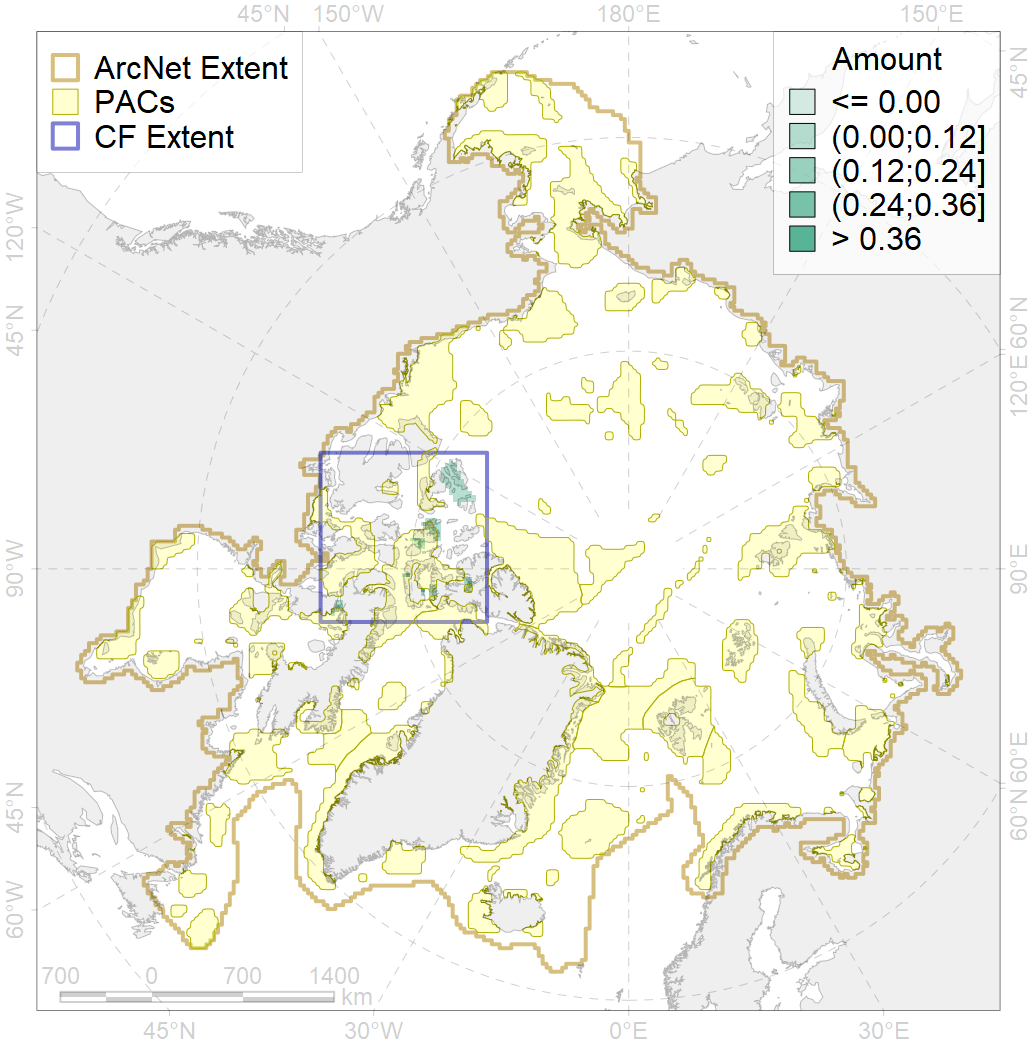 45°N 150°W 180°E 150°E
ArcNet Extent
PACs
CF Extent
Amount
<= 0.00
(0.00;0.12]
(0.12;0.24]
(0.24;0.36]
> 0.36
45°N
120°W
45°N
90°W
45°N
60°W
60°N
120°E
90°E
60°E
60°N
700 0 700 1400
km
45°N 30°W 0°E 30°E